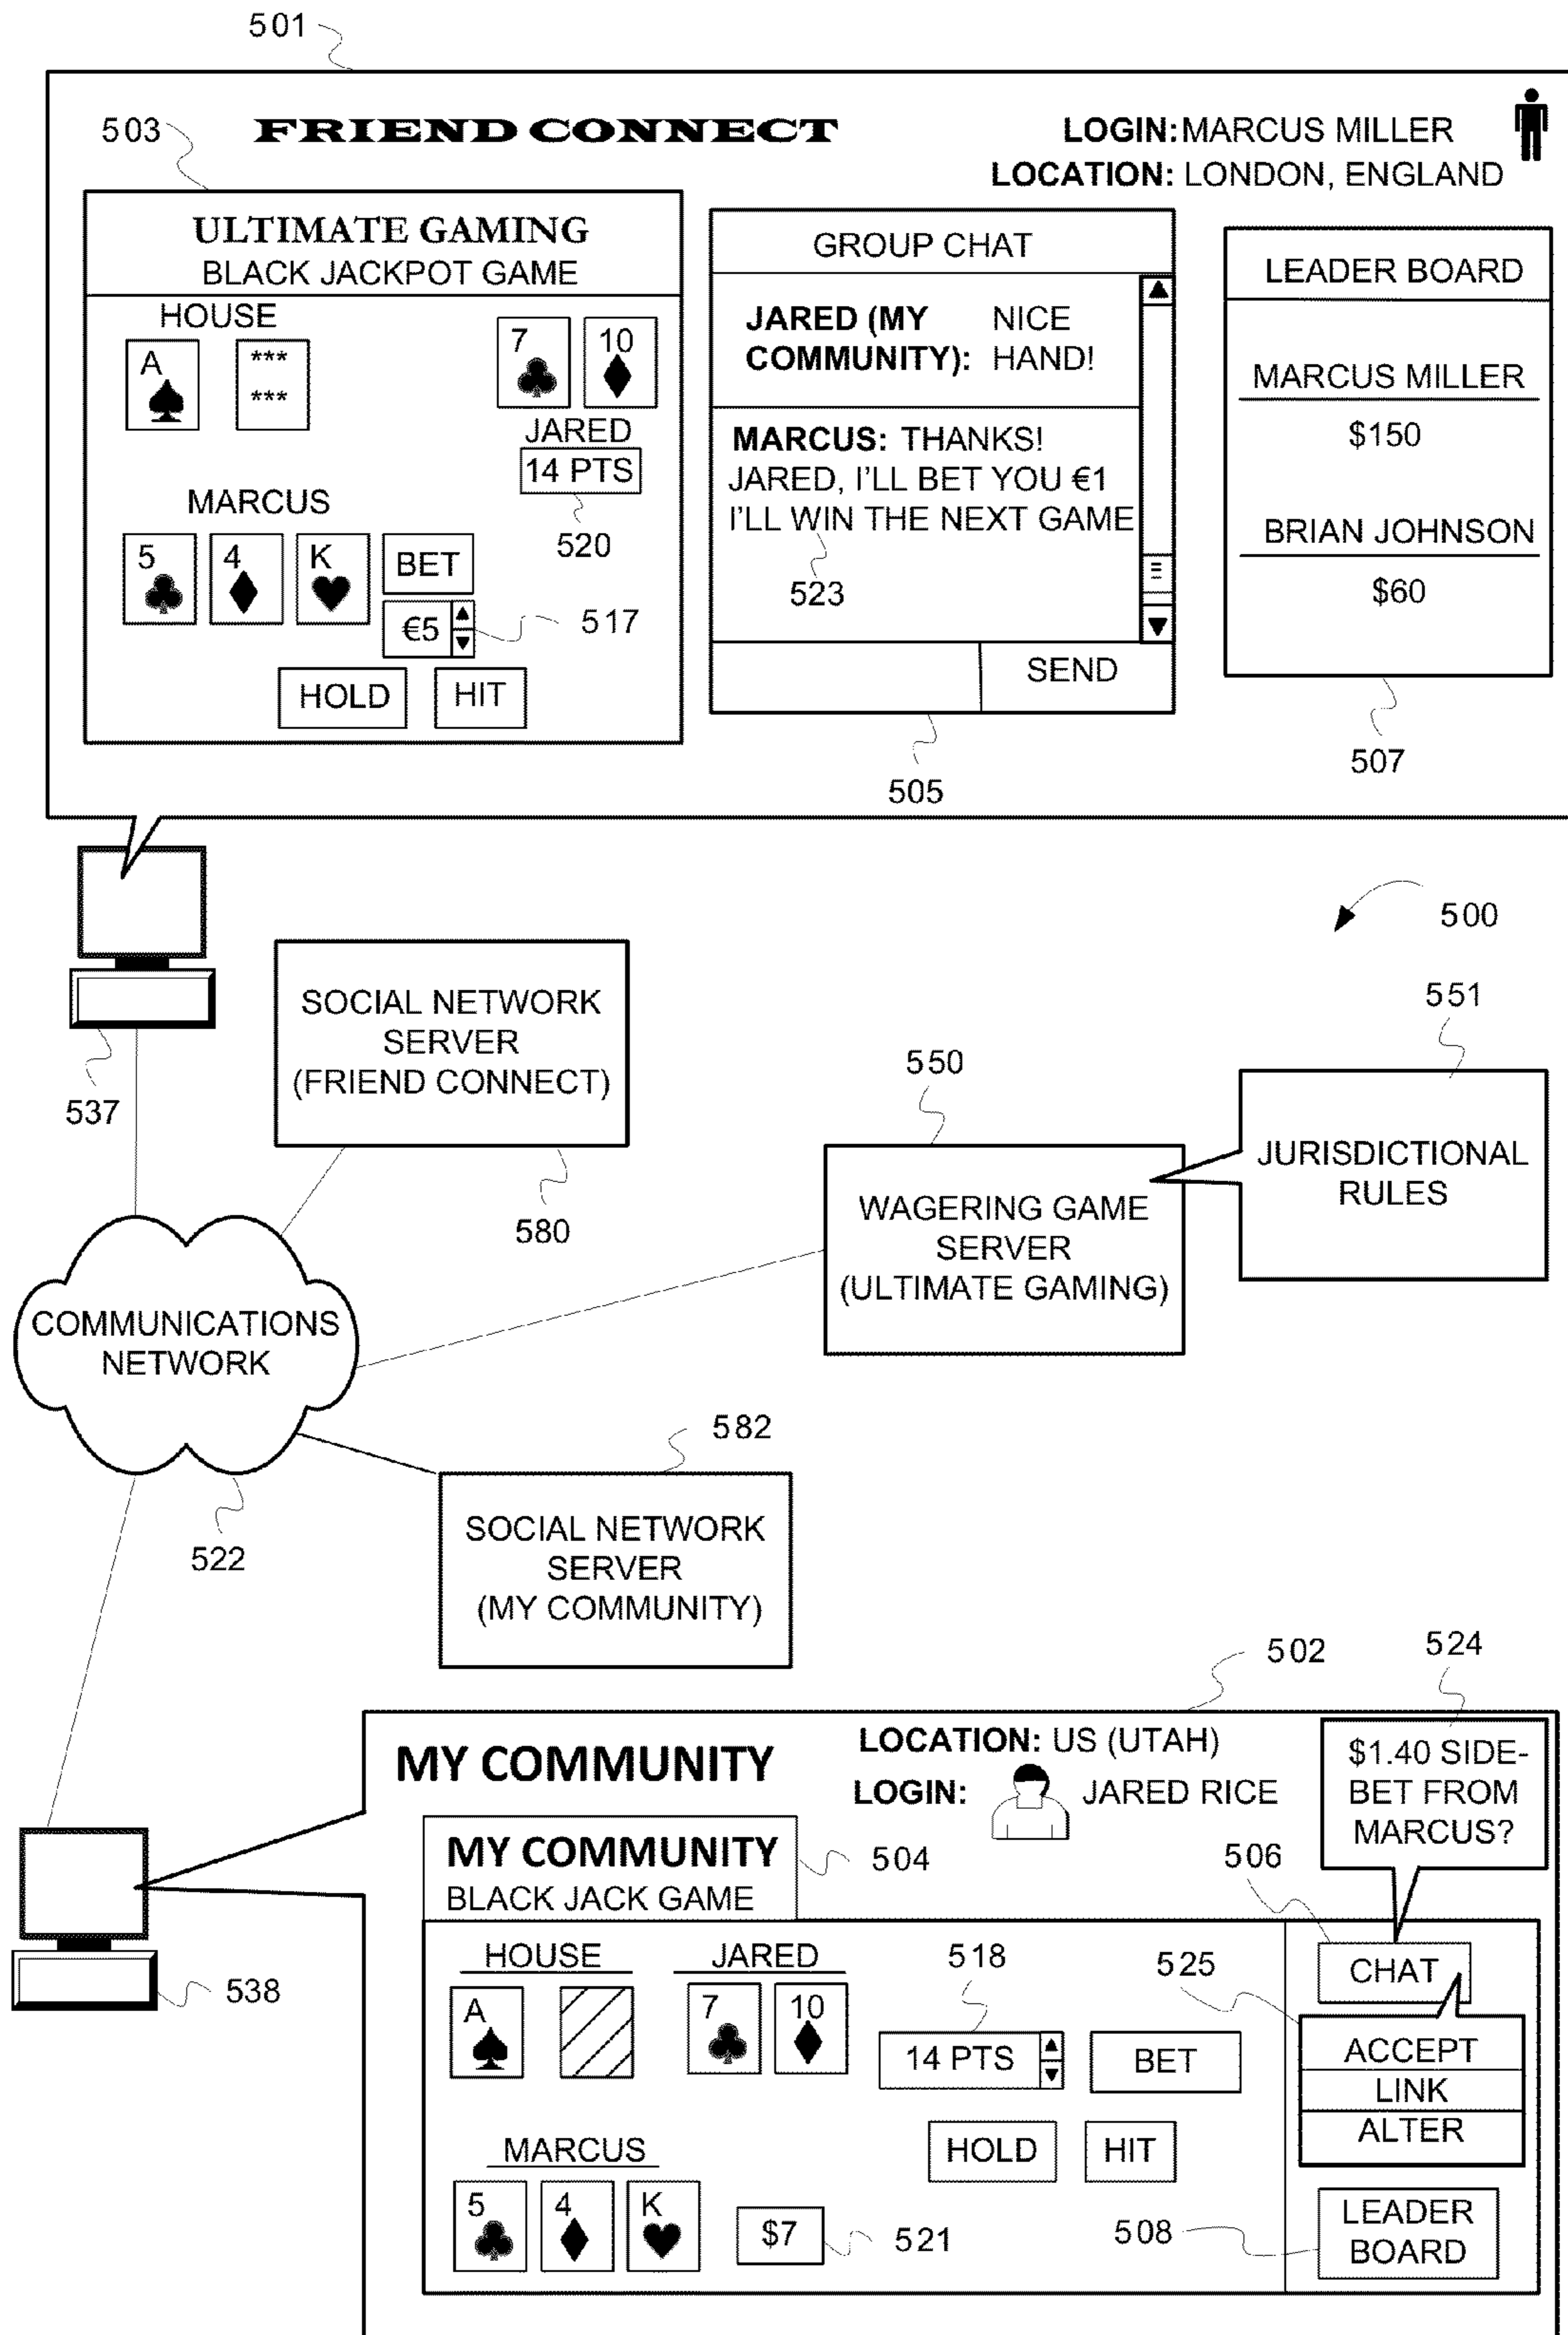 501
503
FRIEND CONNECT
LOGIN: MARCUS MILLER
LOCATION: LONDON, ENGLAND
ULTIMATE GAMING
BLACK JACKPOT GAME
HOUSE
A
***
***
7
10
JARED
14 PTS
520
MARCUS
5
4
K
BET
€5
517
HOLD
HIT
GROUP CHAT
JARED (MY NICE
COMMUNITY): HAND!
MARCUS: THANKS!
JARED, I'LL BET YOU €1
I'LL WIN THE NEXT GAME
523
SEND
505
LEADER BOARD
MARCUS MILLER
$150
BRIAN JOHNSON
$60
507
500
537
SOCIAL NETWORK
SERVER
(FRIEND CONNECT)
580
550
WAGERING GAME
SERVER
(ULTIMATE GAMING)
551
JURISDICTIONAL
RULES
COMMUNICATIONS
NETWORK
522
582
SOCIAL NETWORK
SERVER
(MY COMMUNITY)
502
524
MY COMMUNITY
LOCATION: US (UTAH)
LOGIN: JARED RICE
$1.40 SIDE-
BET FROM
MARCUS?
MY COMMUNITY
BLACK JACK GAME
504
506
538
HOUSE
A
JARED
7
10
518
14 PTS
BET
525
CHAT
ACCEPT
LINK
ALTER
HOLD
HIT
MARCUS
5
4
K
$7
521
508
LEADER
BOARD